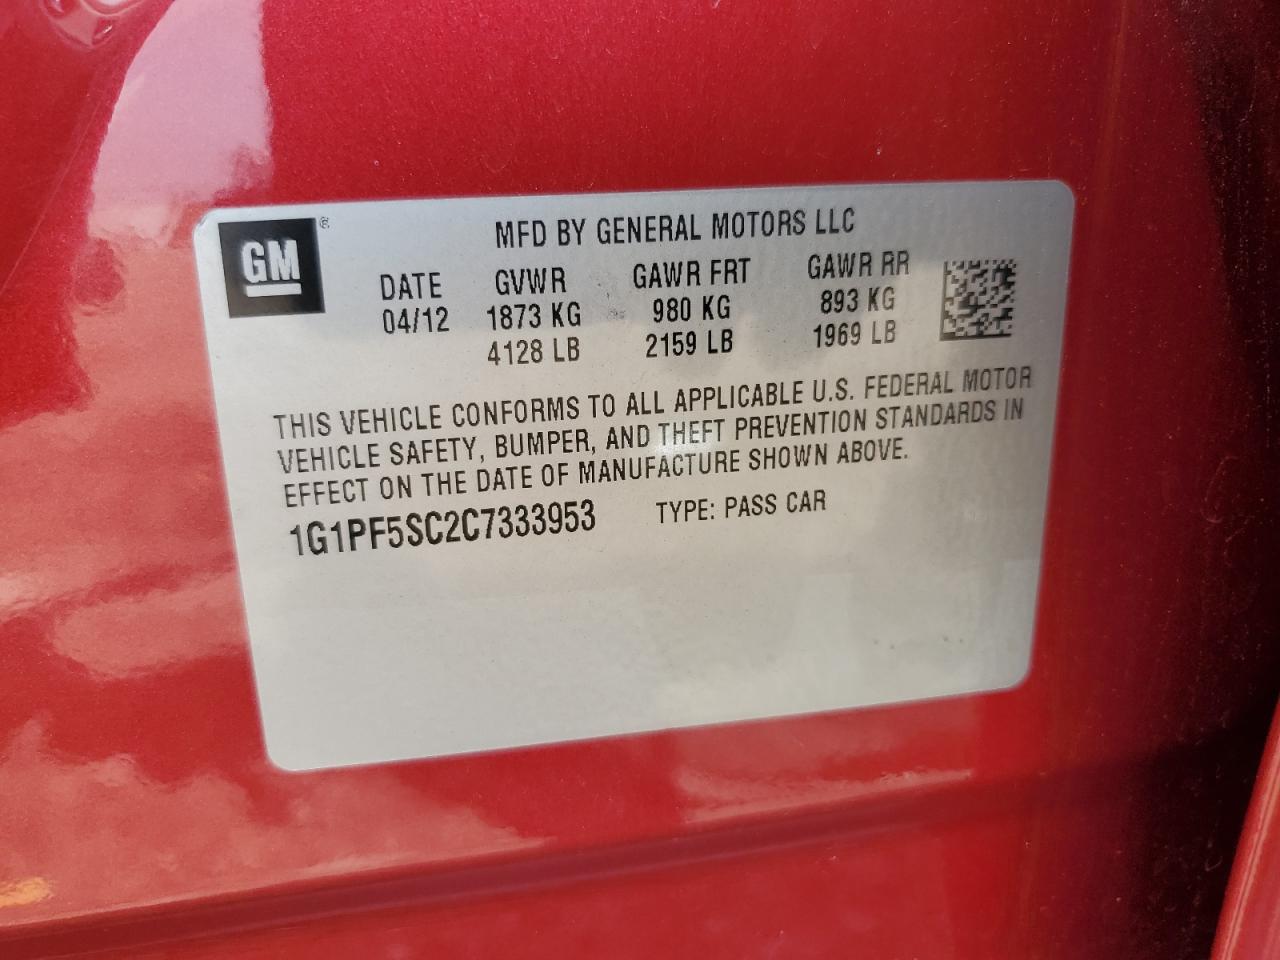 GM ®
MFD BY GENERAL MOTORS LLC
DATE GVWR GAWR FRT GAWR RR
04/12 1873 KG 980 KG 893 KG
4128 LB 2159 LB 1969 LB
THIS VEHICLE CONFORMS TO ALL APPLICABLE U.S. FEDERAL MOTOR
VEHICLE SAFETY, BUMPER, AND THEFT PREVENTION STANDARDS IN
EFFECT ON THE DATE OF MANUFACTURE SHOWN ABOVE.
1G1PF5SC2C7333953 TYPE: PASS CAR